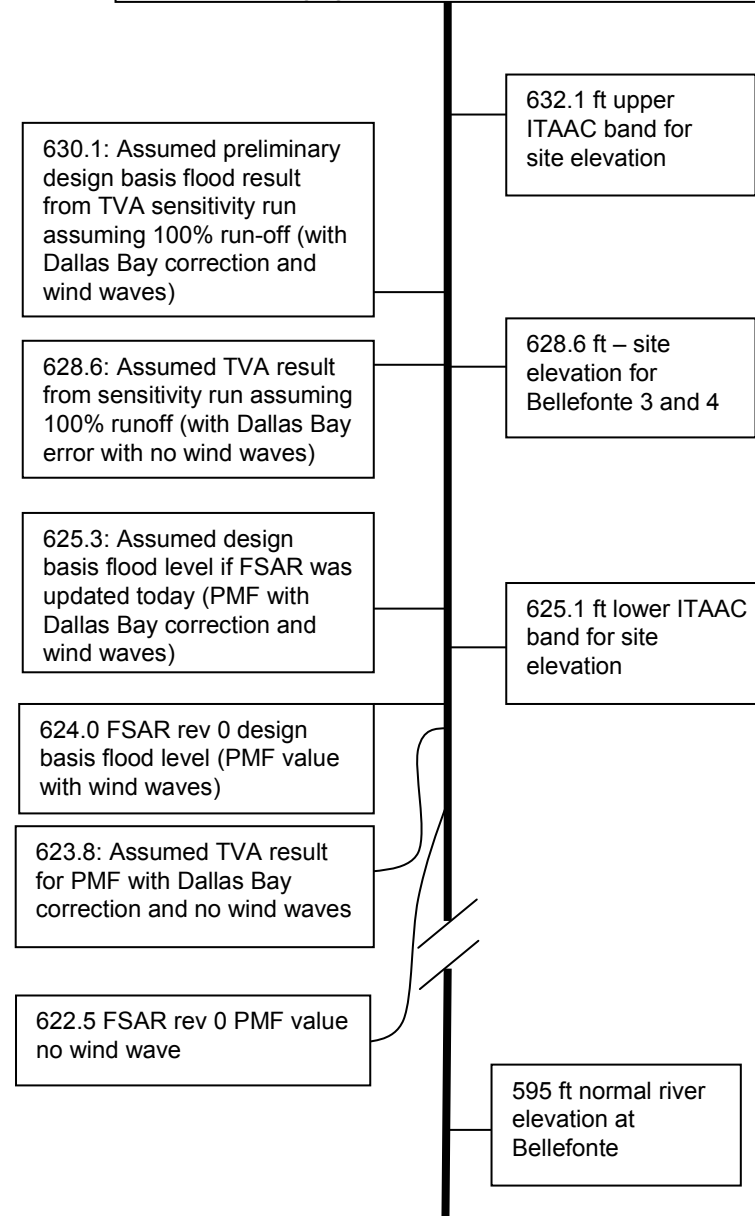 632.1 ft upper
ITAAC band for
site elevation
630.1: Assumed preliminary
design basis flood result
from TVA sensitivity run
assuming 100% run-off (with
Dallas Bay correction and
wind waves)
628.6 ft – site
elevation for
Bellefonte 3 and 4
628.6: Assumed TVA result
from sensitivity run assuming
100% runoff (with Dallas Bay
error with no wind waves)
625.3: Assumed design
basis flood level if FSAR was
updated today (PMF with
Dallas Bay correction and
wind waves)
625.1 ft lower ITAAC
band for site
elevation
624.0 FSAR rev 0 design
basis flood level (PMF value
with wind waves)
623.8: Assumed TVA result
for PMF with Dallas Bay
correction and no wind waves
622.5 FSAR rev 0 PMF value
no wind wave
595 ft normal river
elevation at
Bellefonte